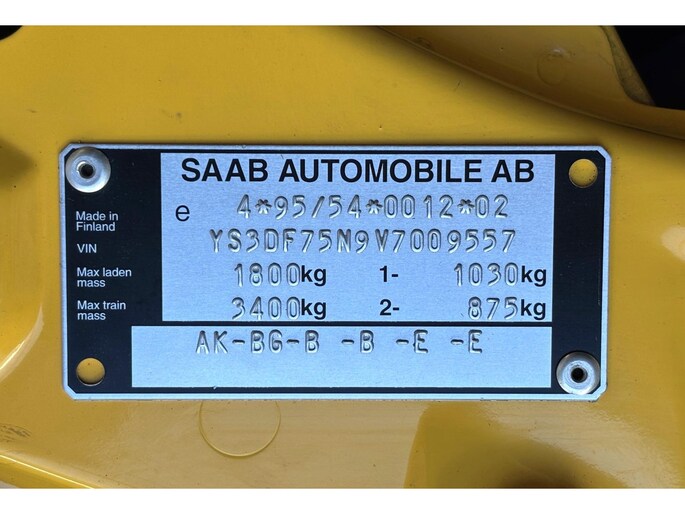 SAAB AUTOMOBILE AB
e 4*95/54*0012*02
Made in
Finland
VIN YS3DF75N9V7009557
Max laden
mass 1800kg 1- 1030kg
Max train
mass 3400kg 2- 875kg
AK-BG-B -B -E -E